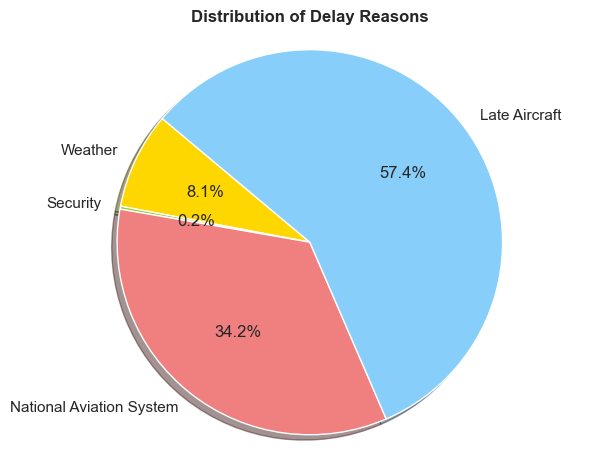 Distribution of Delay Reasons
Late Aircraft
57.4%
Weather
8.1%
Security
0.2%
34.2%
National Aviation System